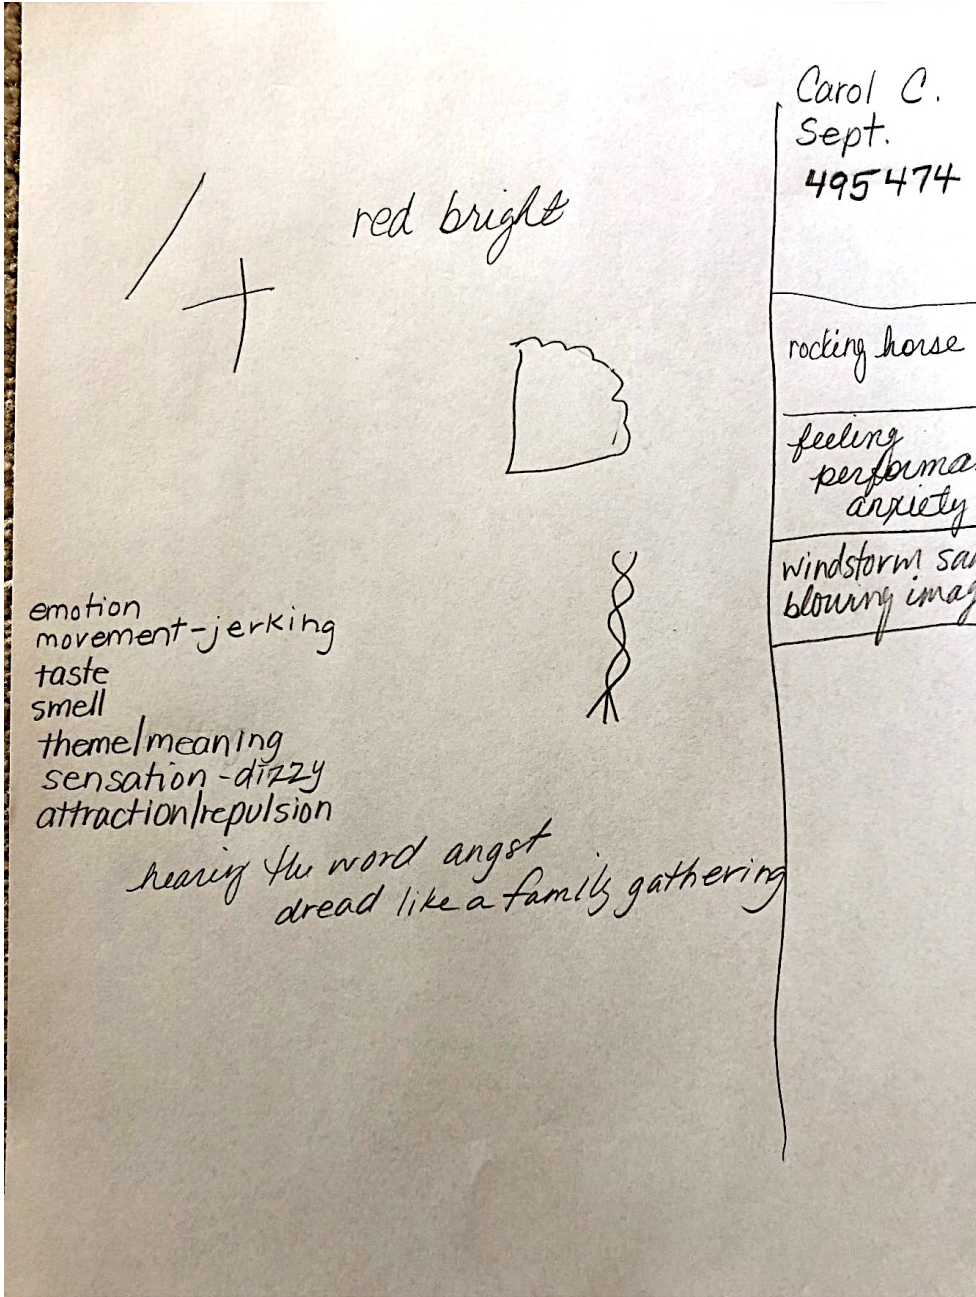 Carol C.
Sept.
495474
red bright
rocking horse
feeling
performa
anxiety
windstorm sa
blowing imag
emotion
movement-jerking
taste
smell
theme/meaning
sensation-dizzy
attraction/repulsion
hearing the word angst
dread like a family gathering